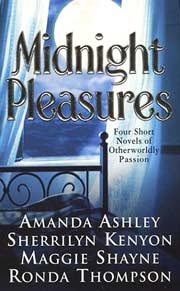 Midnight
Pleasures
Four Short
Novels of
Otherworldly
Passion
AMANDA ASHLEY
SHERRILYN KENYON
MAGGIE SHAYNE
RONDA THOMPSON